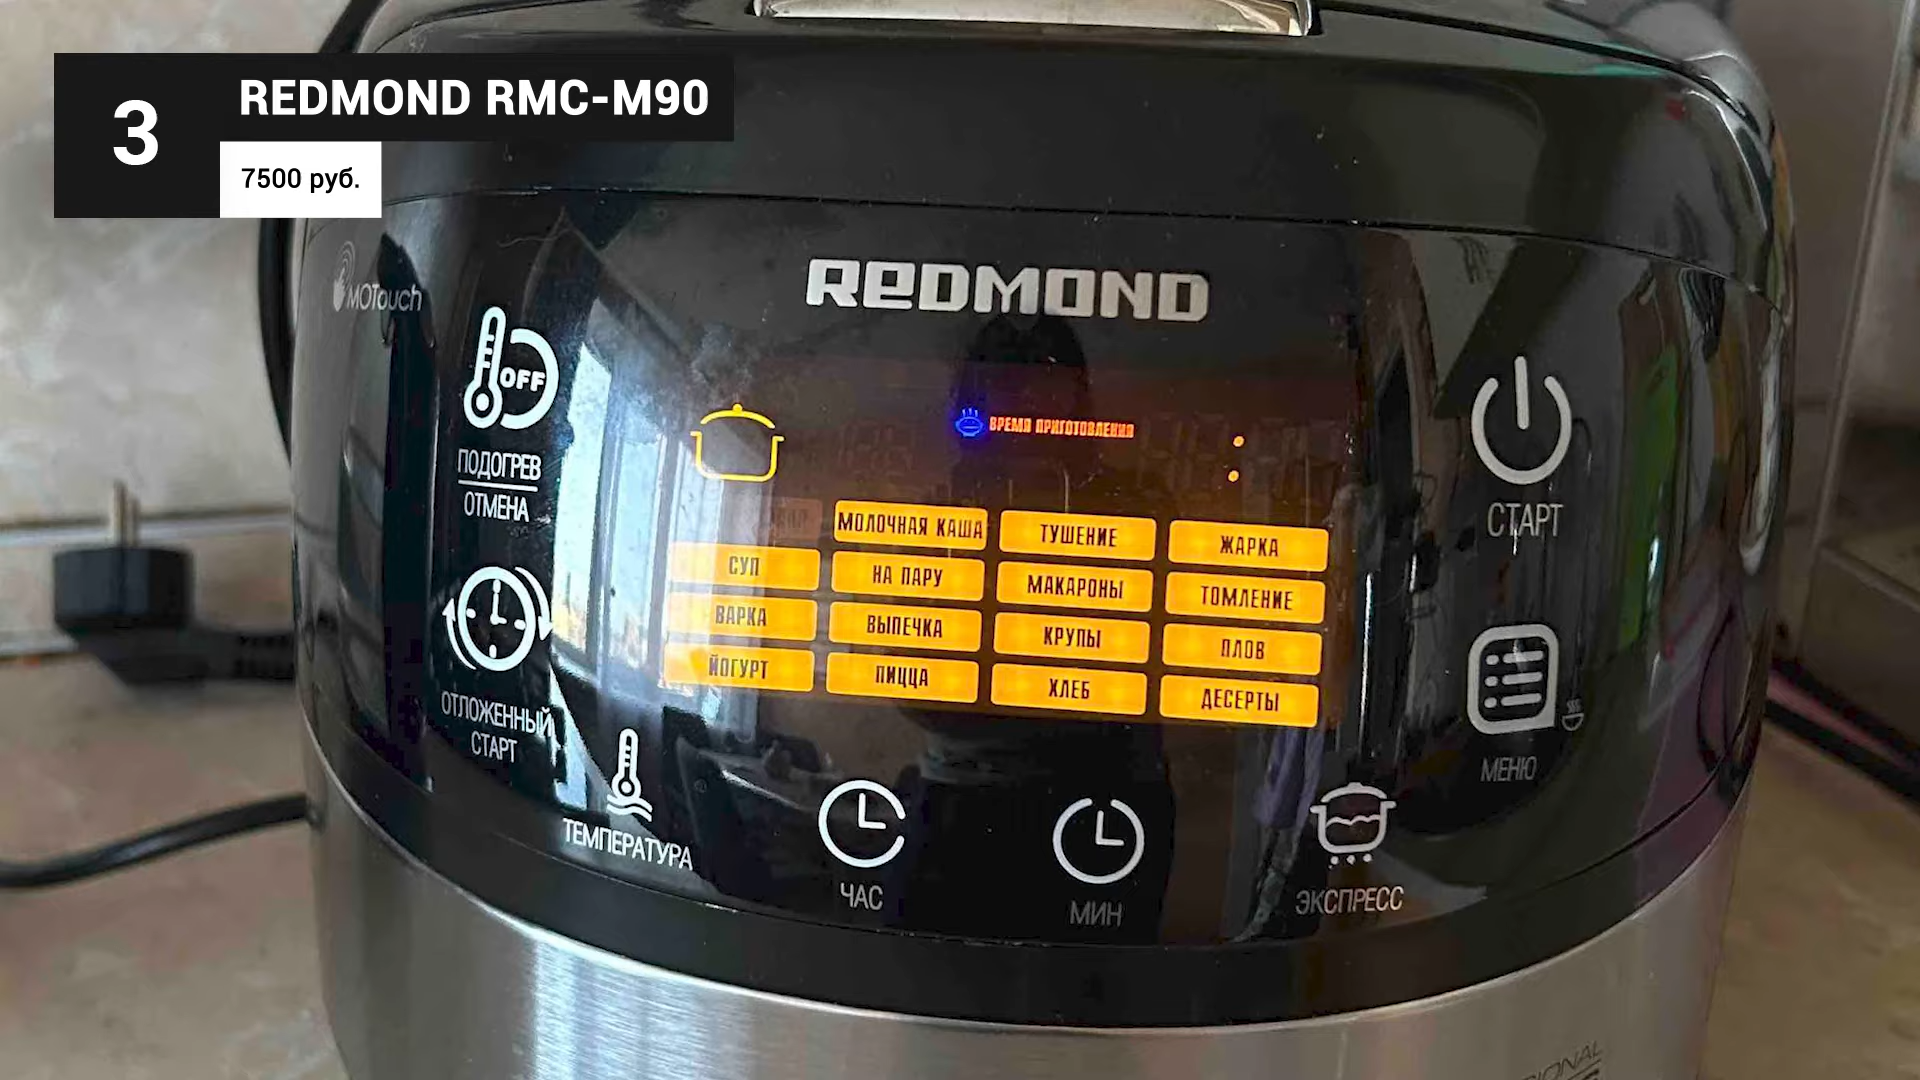 3
REDMOND RMC-M90
7500 руб.
REDMOND
MOTouch
OFF
ПОДОГРЕВ
ОТМЕНА
ВРЕМЯ ПРИГОТОВЛЕНИЯ
СТАРТ
МОЛОЧНАЯ КАША ТУШЕНИЕ ЖАРКА
СУП НА ПАРУ МАКАРОНЫ ТОМЛЕНИЕ
ВАРКА ВЫПЕЧКА КРУПЫ ПЛОВ
ЙОГУРТ ПИЦЦА ХЛЕБ ДЕСЕРТЫ
ОТЛОЖЕННЫЙ
СТАРТ
МЕНЮ
ТЕМПЕРАТУРА
ЧАС
МИН
ЭКСПРЕСС